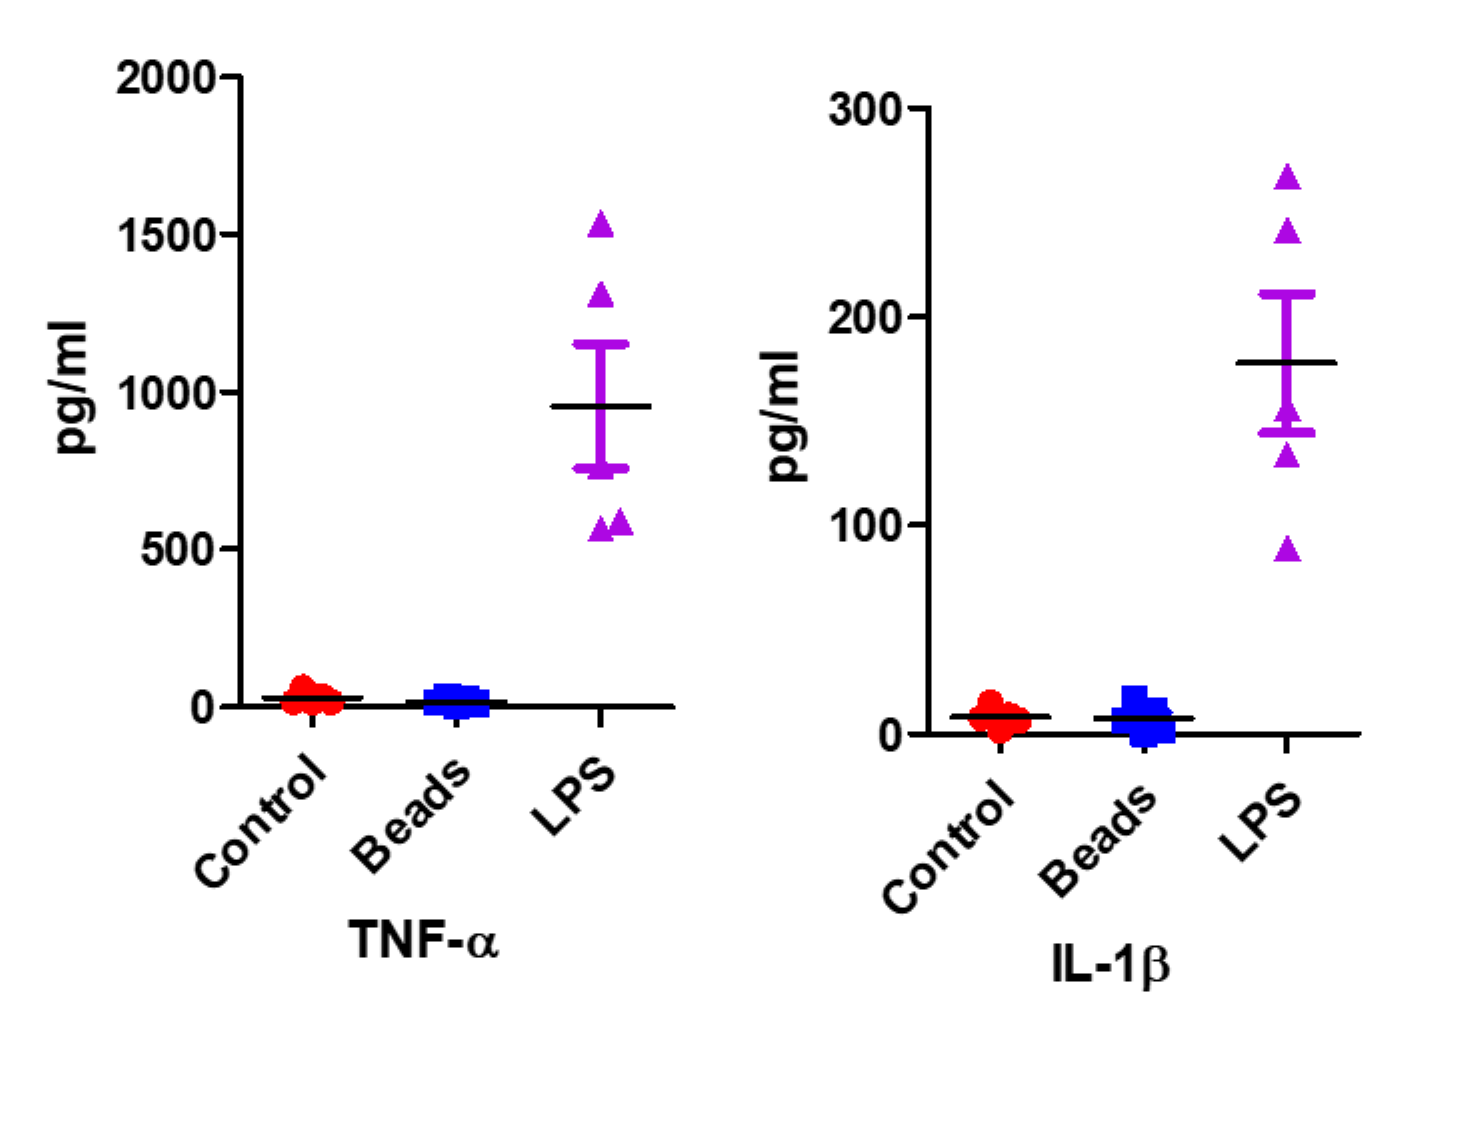 2000
1500
1000
500
0
pg/ml
Control
Beads
LPS
TNF-α
300
200
100
0
pg/ml
Control
Beads
LPS
IL-1β